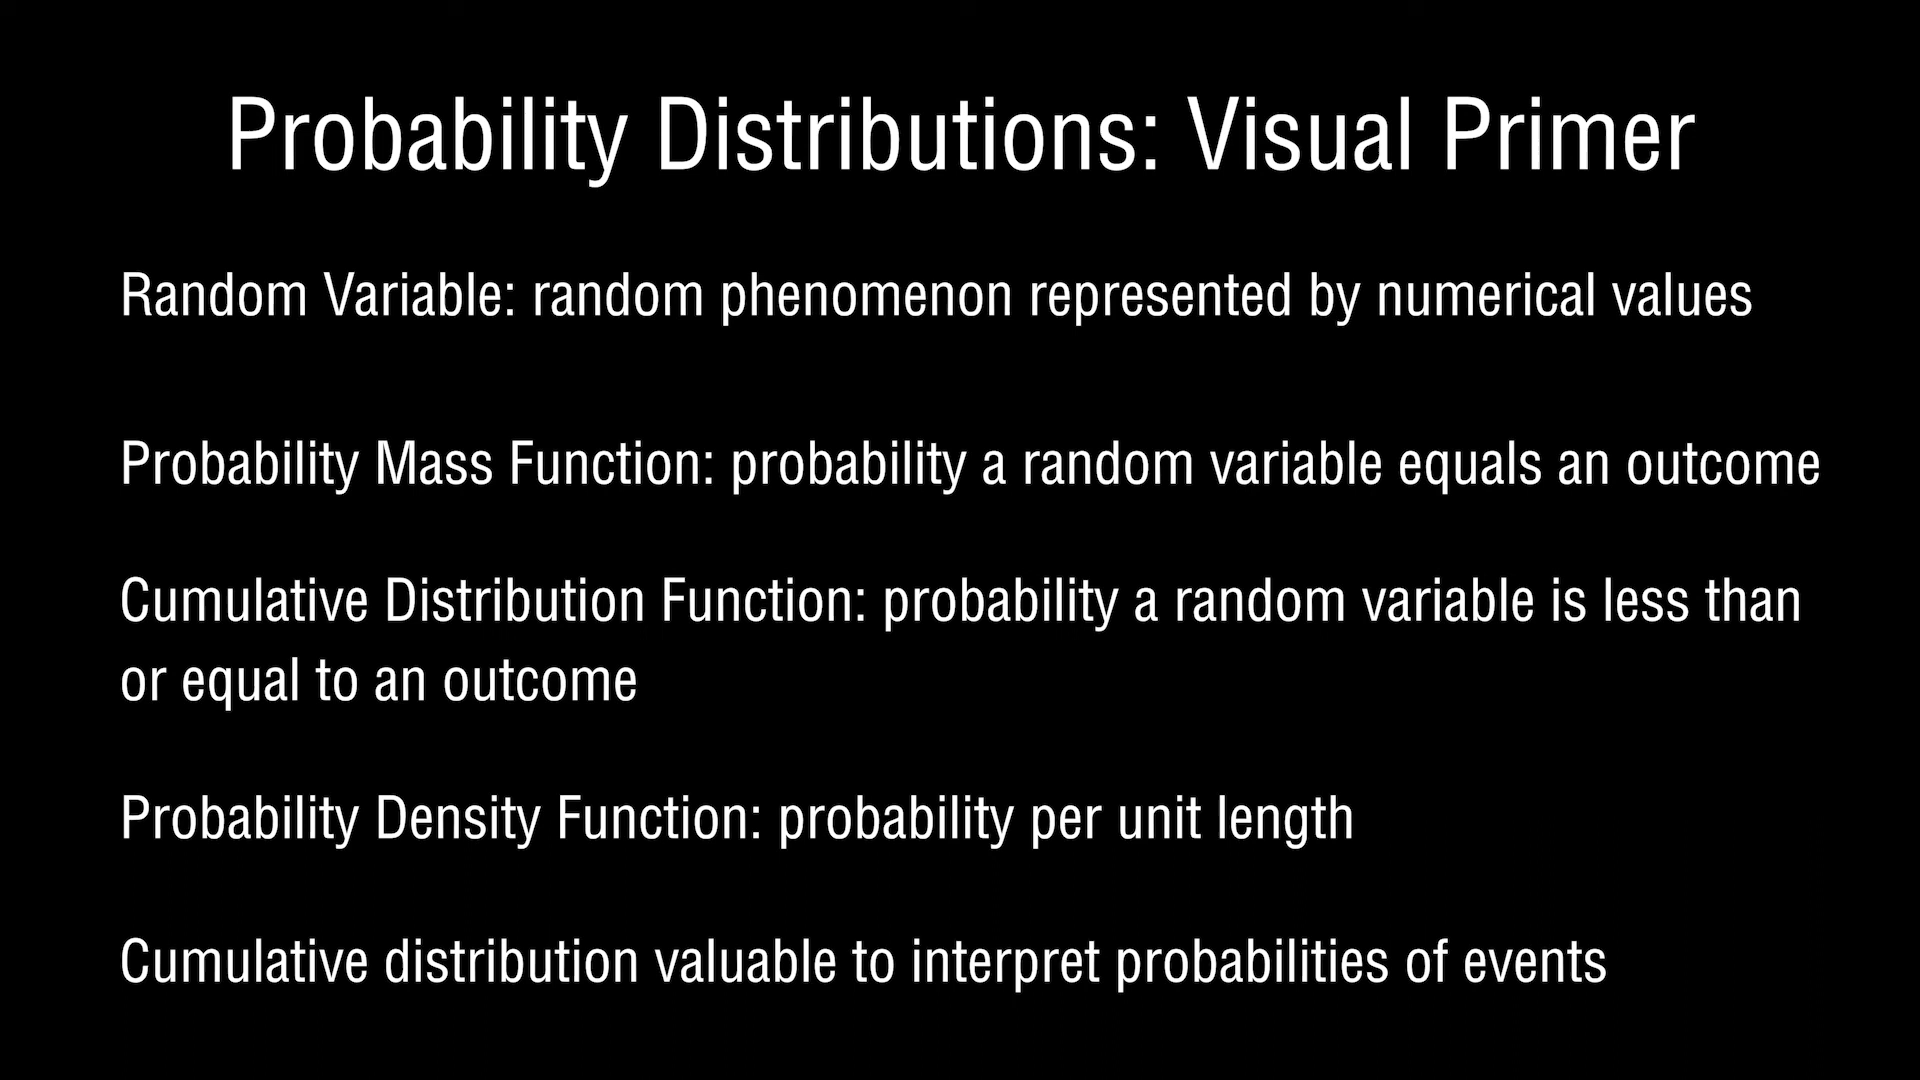 Probability Distributions: Visual Primer
Random Variable: random phenomenon represented by numerical values
Probability Mass Function: probability a random variable equals an outcome
Cumulative Distribution Function: probability a random variable is less than
or equal to an outcome
Probability Density Function: probability per unit length
Cumulative distribution valuable to interpret probabilities of events